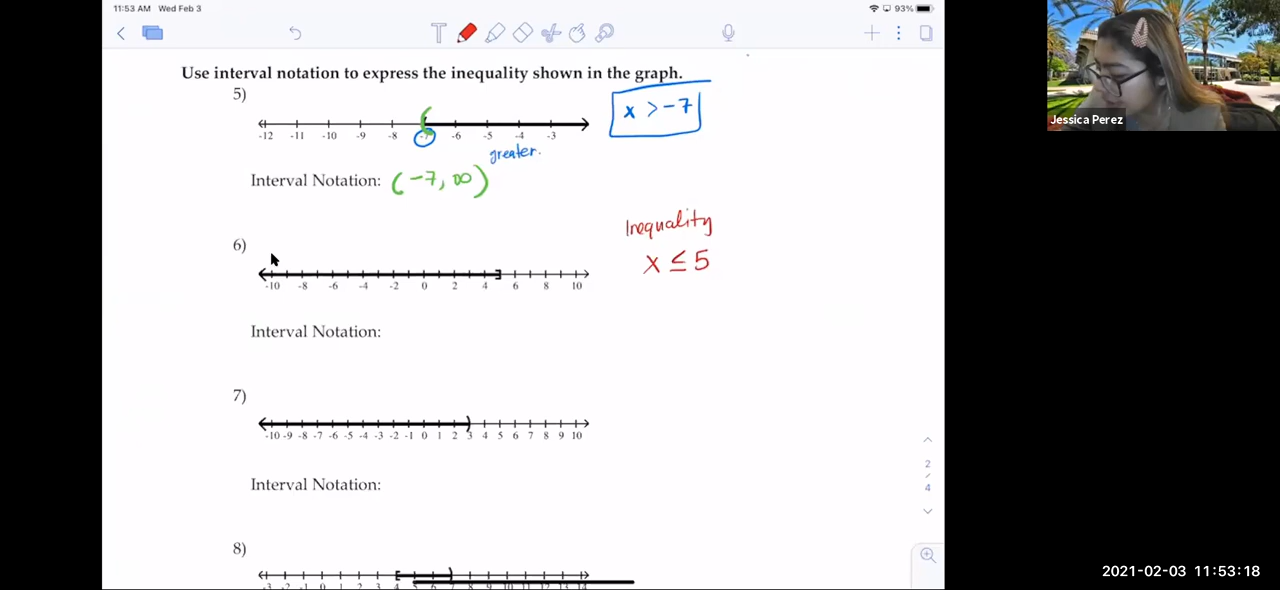 11:53 AM Wed Feb 3
93%
Use interval notation to express the inequality shown in the graph.
5)
x > -7
-12 -11 -10 -9 -8 -7 -6 -5 -4 -3
greater.
Interval Notation: (-7, ∞)
Inequality
x ≤ 5
6)
-10 -8 -6 -4 -2 0 2 4 6 8 10
Interval Notation:
7)
-10 -9 -8 -7 -6 -5 -4 -3 -2 -1 0 1 2 3 4 5 6 7 8 9 10
Interval Notation:
8)
2
/
4
Jessica Perez
2021-02-03 11:53:18